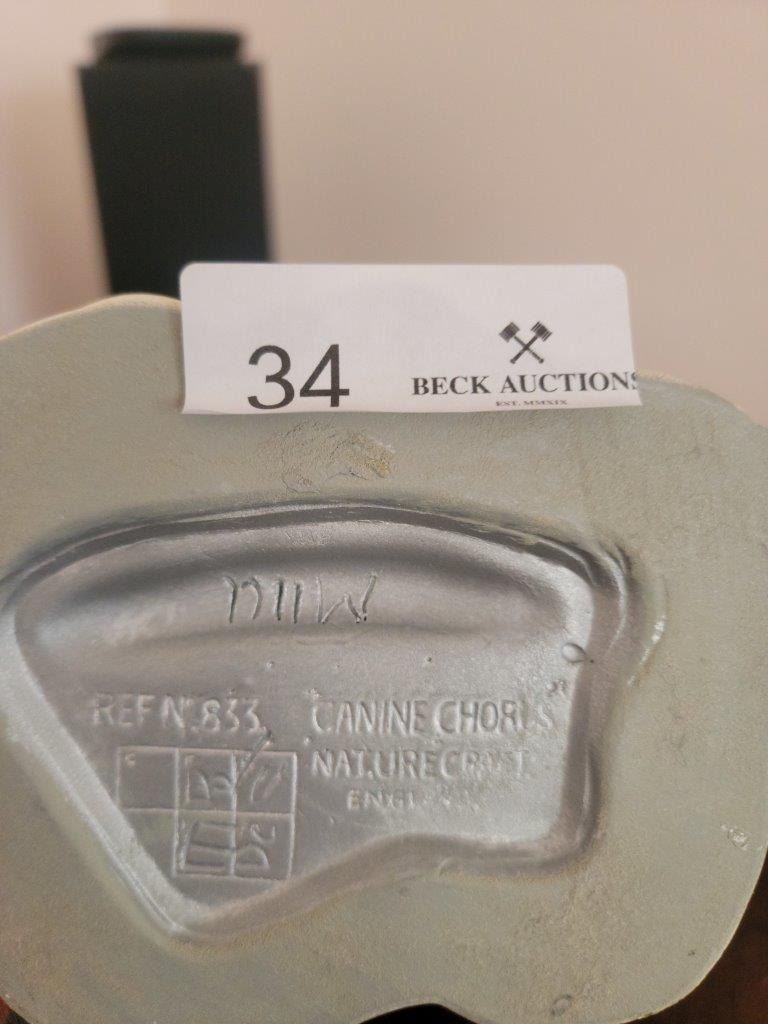 34
BECK AUCTIONS
EST. MMXIX
REF Nº.833 "CANINE CHORUS"
NATURECRAFT